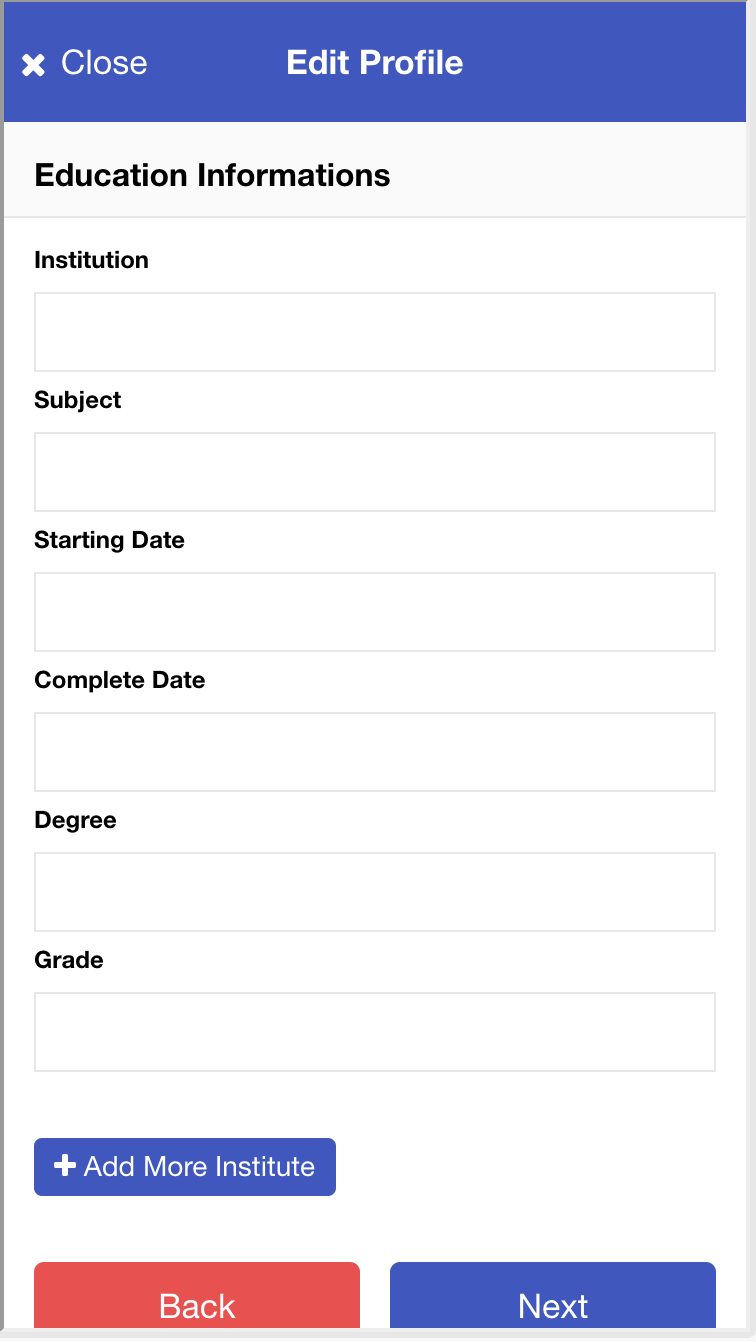 Close Edit Profile
Education Informations
Institution
Subject
Starting Date
Complete Date
Degree
Grade
Add More Institute
Back Next